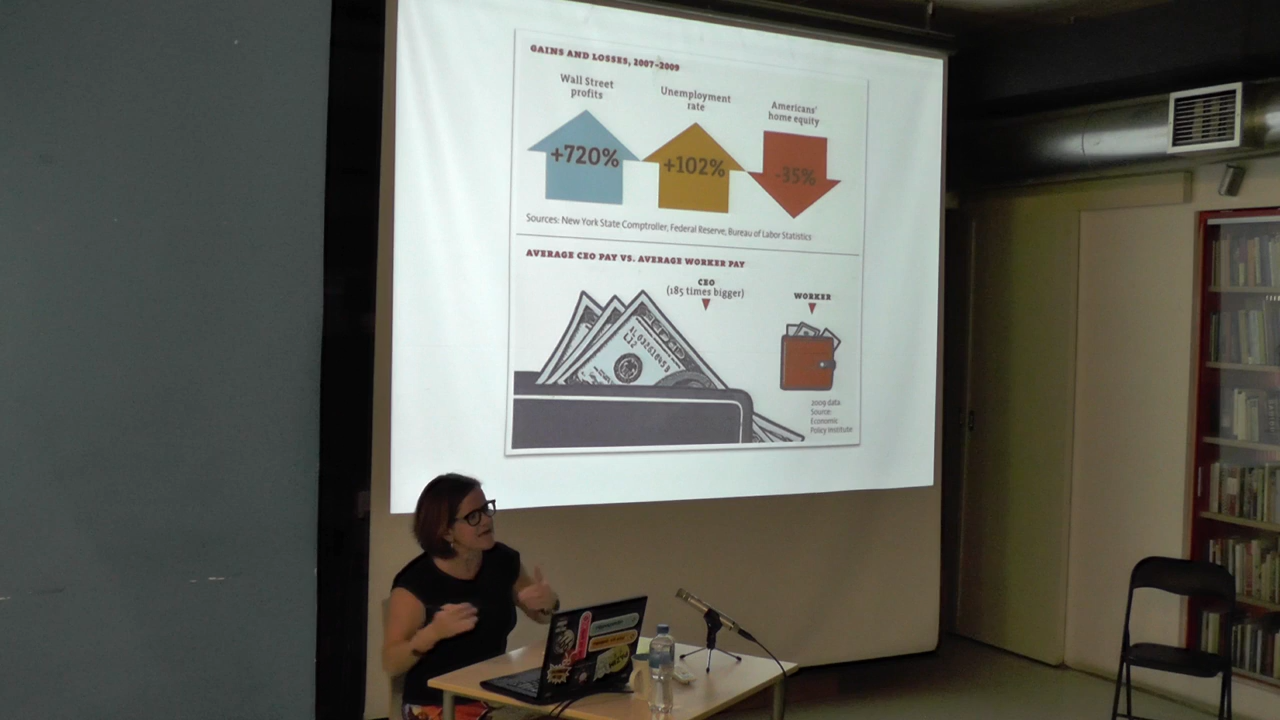 GAINS AND LOSSES, 2007–2009
Wall Street
profits
Unemployment
rate
Americans'
home equity
+720%
+102%
-35%
Sources: New York State Comptroller, Federal Reserve, Bureau of Labor Statistics
AVERAGE CEO PAY VS. AVERAGE WORKER PAY
CEO
(185 times bigger)
WORKER
2009 data.
Source:
Economic
Policy Institute